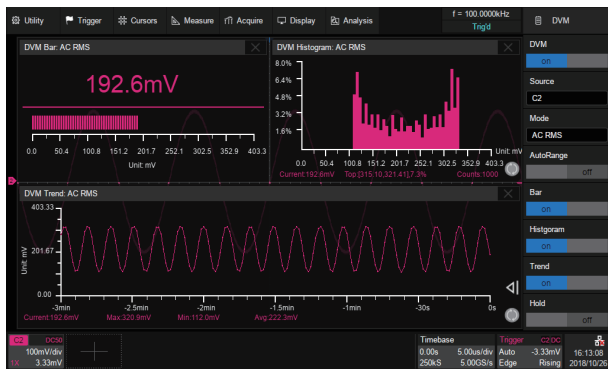 Utility Trigger Cursors Measure Acquire Display Analysis
f = 100.0000kHz
Trig'd
DVM
DVM Bar: AC RMS
192.6mV
0.0 50.4 100.8 151.2 201.7 252.1 302.5 352.9 403.3
Unit: mV
DVM Histogram: AC RMS
8.0%
6.4%
4.8%
3.2%
1.6%
Unit: mV
0.0 50.4 100.8 151.2 201.7 252.1 302.5 352.9 403.3
Current:192.6mV Top [315.10,321.41],7.3% Counts:1000
DVM Trend: AC RMS
403.33
201.67
0.00
Unit: mV
-3min -2.5min -2min -1.5min -1min -30s 0s
Current:192.6mV Max:320.9mV Min:112.0mV Avg:222.3mV
DVM
on
Source
C2
Mode
AC RMS
AutoRange
off
Bar
on
Histgoram
on
Trend
on
Hold
off
C2 DC50
100mV/div
1X 3.33mV
Timebase
0.00s 5.00us/div
250kS 5.00GS/s
Trigger C2 DC
Auto -3.33mV
Edge Rising
16:13:08
2018/10/26